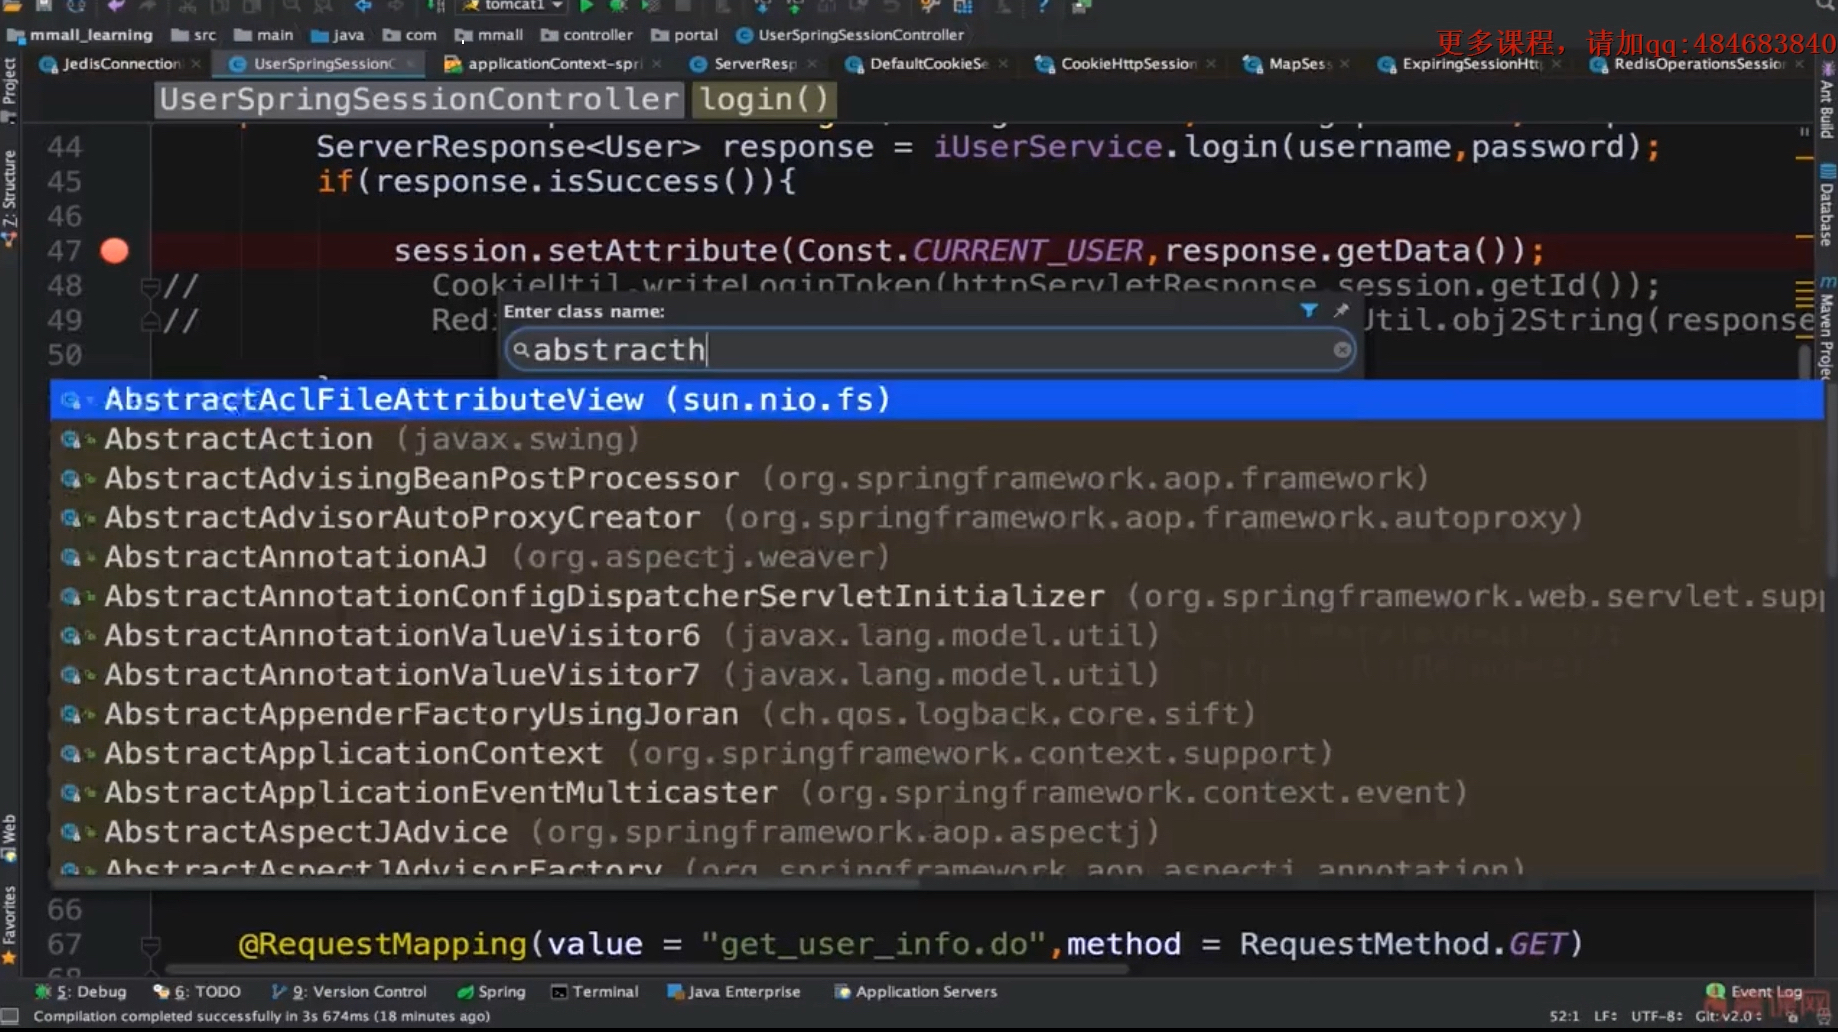 tomcat1
mmall_learning src main java com mmall controller portal UserSpringSessionController
更多课程，请加qq:484683840
JedisConnection UserSpringSessionC applicationContext-spri ServerResp DefaultCookieSe CookieHttpSession MapSes ExpiringSessionHtt RedisOperationsSession
UserSpringSessionController login()
Project
Z: Structure
Web
Favorites
Ant Build
Database
Maven Projec
44 ServerResponse<User> response = iUserService.login(username,password);
45 if(response.isSuccess()){
46
47 session.setAttribute(Const.CURRENT_USER,response.getData());
48 // CookieUtil.writeLoginToken(httpServletResponse,session.getId());
49 // Redi Util.obj2String(response
50
Enter class name:
abstracth
AbstractAclFileAttributeView (sun.nio.fs)
AbstractAction (javax.swing)
AbstractAdvisingBeanPostProcessor (org.springframework.aop.framework)
AbstractAdvisorAutoProxyCreator (org.springframework.aop.framework.autoproxy)
AbstractAnnotationAJ (org.aspectj.weaver)
AbstractAnnotationConfigDispatcherServletInitializer (org.springframework.web.servlet.supp
AbstractAnnotationValueVisitor6 (javax.lang.model.util)
AbstractAnnotationValueVisitor7 (javax.lang.model.util)
AbstractAppenderFactoryUsingJoran (ch.qos.logback.core.sift)
AbstractApplicationContext (org.springframework.context.support)
AbstractApplicationEventMulticaster (org.springframework.context.event)
AbstractAspectJAdvice (org.springframework.aop.aspectj)
AbstractAspectJAdvisorFactory (org.springframework.aop.aspectj.annotation)
66
67 @RequestMapping(value = "get_user_info.do",method = RequestMethod.GET)
68
5: Debug 6: TODO 9: Version Control Spring Terminal Java Enterprise Application Servers Event Log
Compilation completed successfully in 3s 674ms (18 minutes ago) 52:1 LF UTF-8 Git: v2.0